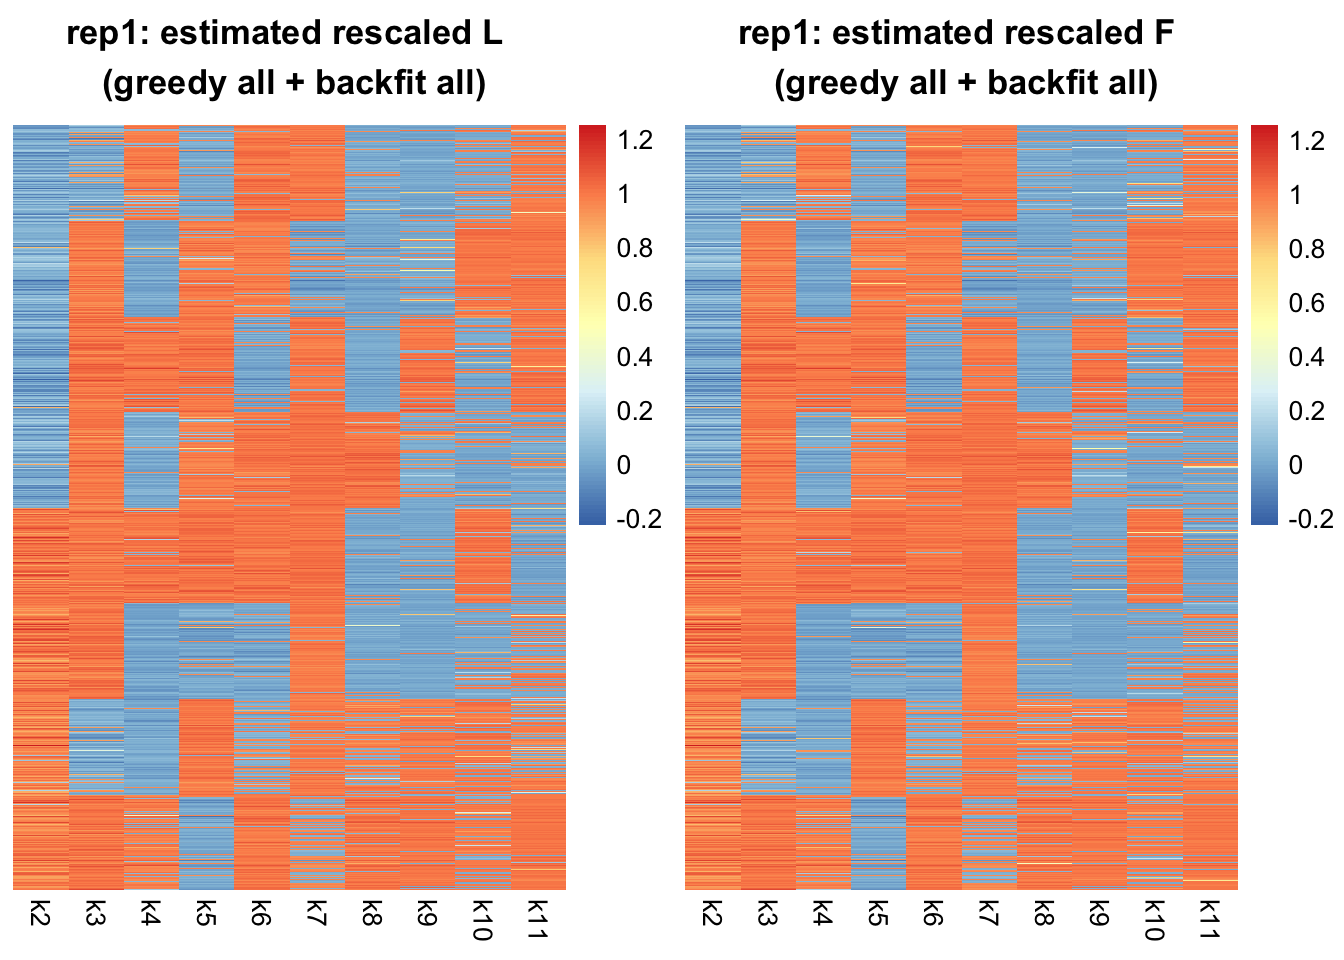 rep1: estimated rescaled L
(greedy all + backfit all)
1.2
1
0.8
0.6
0.4
0.2
0
-0.2
k2 k3 k4 k5 k6 k7 k8 k9 k10 k11
rep1: estimated rescaled F
(greedy all + backfit all)
1.2
1
0.8
0.6
0.4
0.2
0
-0.2
k2 k3 k4 k5 k6 k7 k8 k9 k10 k11